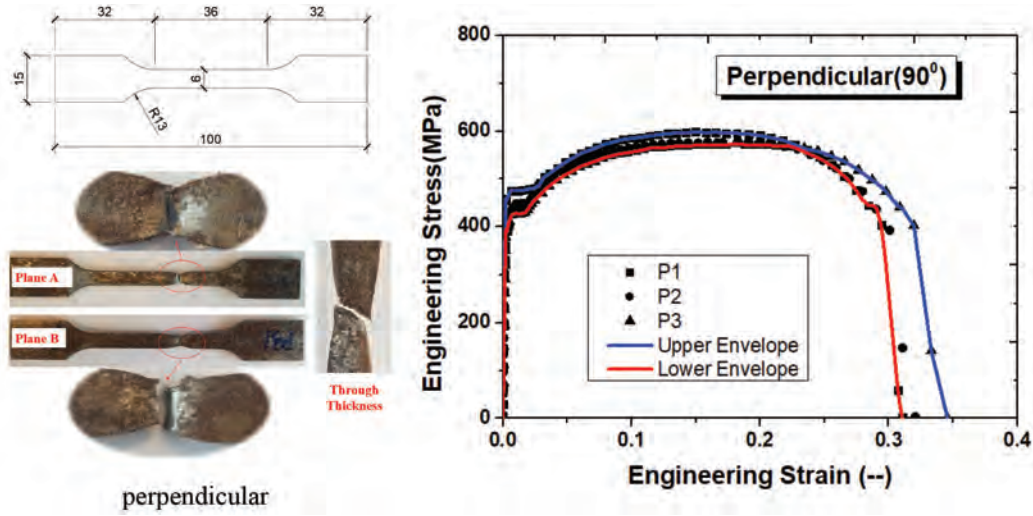 32 36 32
15
6
R13
100
Plane A
Plane B
Through
Thickness
perpendicular
Engineering Stress(MPa)
800
600
400
200
0
Perpendicular(90⁰)
P1
P2
P3
Upper Envelope
Lower Envelope
0.0 0.1 0.2 0.3 0.4
Engineering Strain (--)